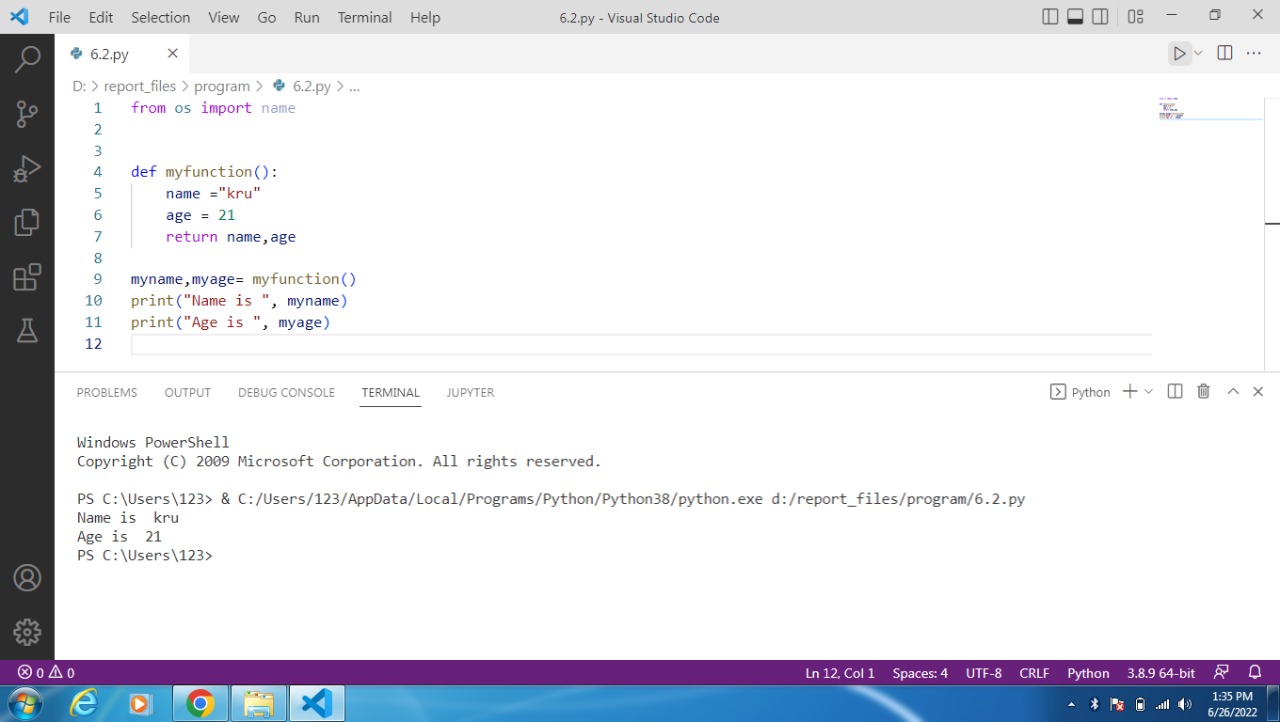 File Edit Selection View Go Run Terminal Help 6.2.py - Visual Studio Code
6.2.py
D: > report_files > program > 6.2.py > ...
1 from os import name
2
3
4 def myfunction():
5 name ="kru"
6 age = 21
7 return name,age
8
9 myname,myage= myfunction()
10 print("Name is ", myname)
11 print("Age is ", myage)
12
PROBLEMS OUTPUT DEBUG CONSOLE TERMINAL JUPYTER Python
Windows PowerShell
Copyright (C) 2009 Microsoft Corporation. All rights reserved.
PS C:\Users\123> & C:/Users/123/AppData/Local/Programs/Python/Python38/python.exe d:/report_files/program/6.2.py
Name is  kru
Age is  21
PS C:\Users\123>
0 0 Ln 12, Col 1 Spaces: 4 UTF-8 CRLF Python 3.8.9 64-bit
1:35 PM
6/26/2022